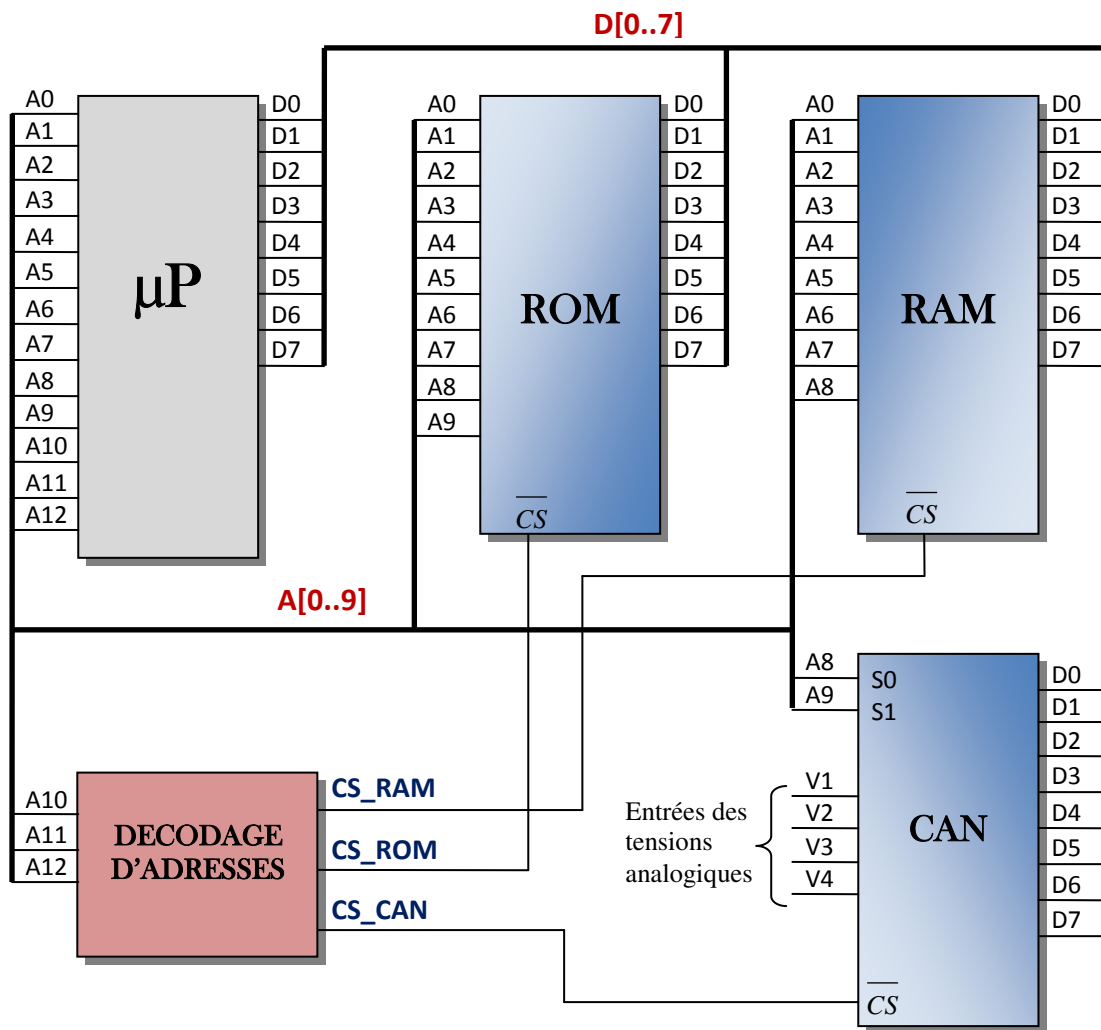 D[0..7]
A0
A1
A2
A3
A4
A5
A6
A7
A8
A9
A10
A11
A12
µP
D0
D1
D2
D3
D4
D5
D6
D7
A0
A1
A2
A3
A4
A5
A6
A7
A8
A9
ROM
CS
D0
D1
D2
D3
D4
D5
D6
D7
A0
A1
A2
A3
A4
A5
A6
A7
A8
RAM
CS
D0
D1
D2
D3
D4
D5
D6
D7
A[0..9]
A10
A11
A12
DECODAGE
D'ADRESSES
CS_RAM
CS_ROM
CS_CAN
Entrées des
tensions
analogiques
A8
A9
V1
V2
V3
V4
S0
S1
CAN
CS
D0
D1
D2
D3
D4
D5
D6
D7